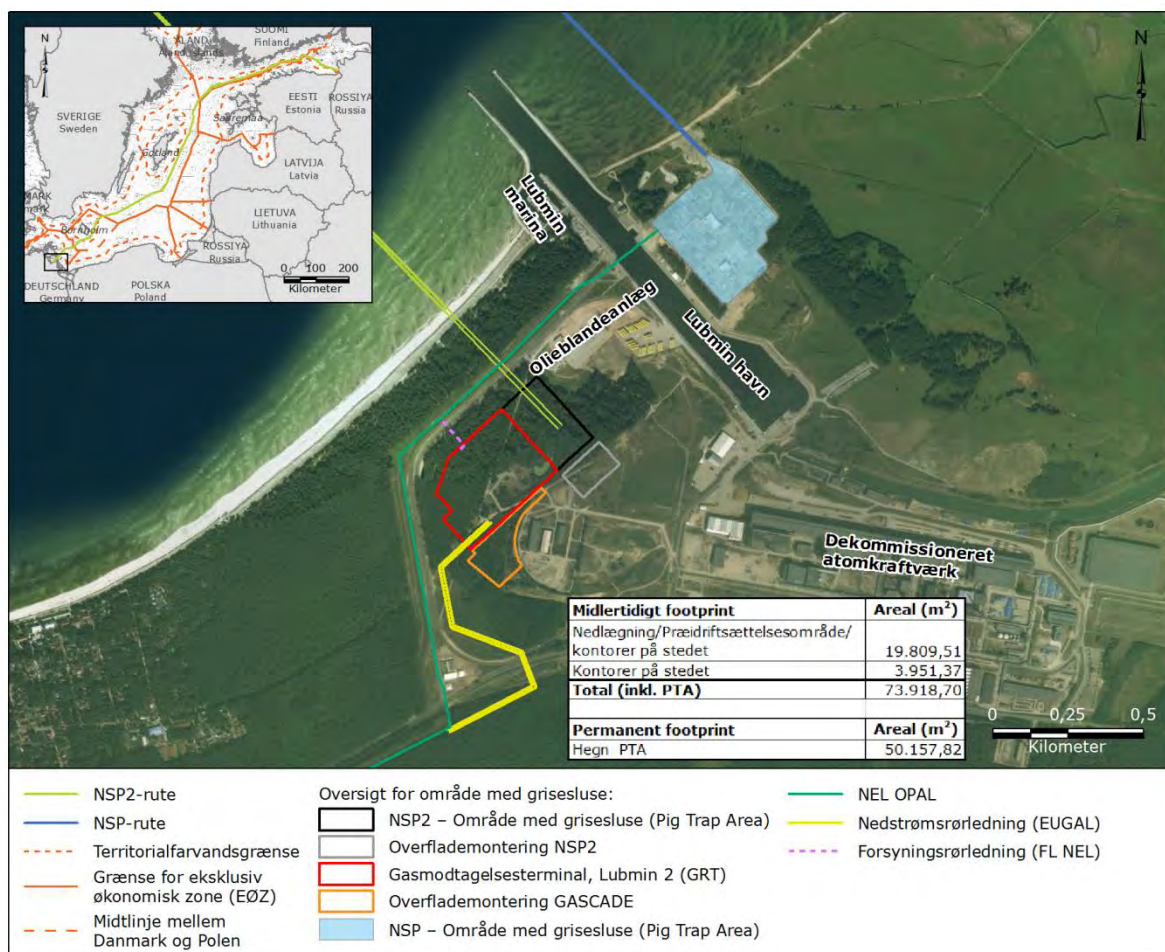 N
ÅLAND
Åland Islands
SUOMI
Finland
SVERIGE
Sweden
EESTI
Estonia
ROSSIYA
Russia
Saaremaa
Gotland
LATVIJA
Latvia
LIETUVA
Lithuania
MARK
mark
Bornholm
ROSSIYA
Russia
DEUTSCHLAND
Germany
POLSKA
Poland
0 100 200
Kilometer
N
Lubmin
marina
Olieblandeanlæg
Lubmin havn
Dekommissioneret
atomkraftværk
Midlertidigt footprint Areal (m²)
Nedlægning/Præidriftsættelsesområde/
kontorer på stedet 19.809,51
Kontorer på stedet 3.951,37
Total (inkl. PTA) 73.918,70
Permanent footprint Areal (m²)
Hegn PTA 50.157,82
0 0,25 0,5
Kilometer
NSP2-rute
NSP-rute
Territorialfarvandsgrænse
Grænse for eksklusiv
økonomisk zone (EØZ)
Midtlinje mellem
Danmark og Polen
Oversigt for område med grisesluse:
NSP2 – Område med grisesluse (Pig Trap Area)
Overflademontering NSP2
Gasmodtagelsesterminal, Lubmin 2 (GRT)
Overflademontering GASCADE
NSP – Område med grisesluse (Pig Trap Area)
NEL OPAL
Nedstrømsrørledning (EUGAL)
Forsyningsrørledning (FL NEL)